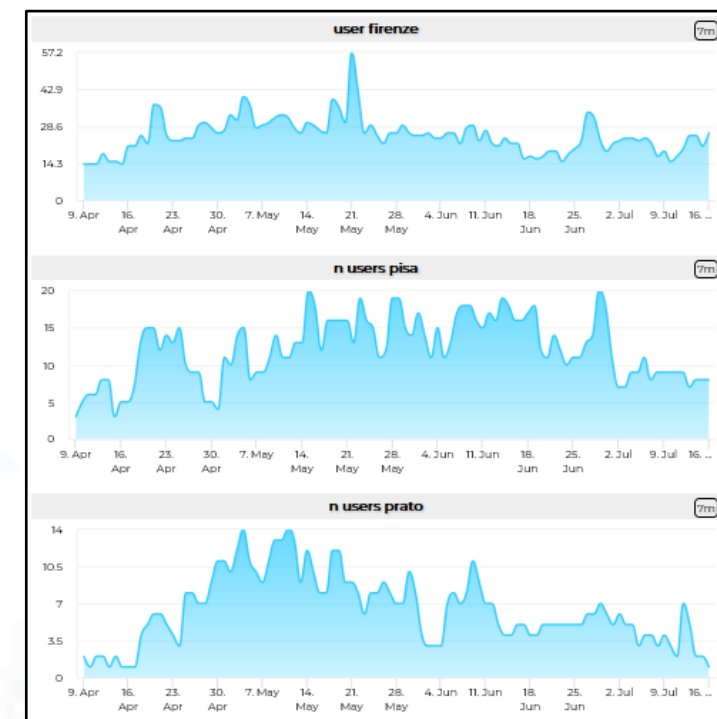 user firenze
7m
57.2
42.9
28.6
14.3
0
9. Apr 16. Apr 23. Apr 30. Apr 7. May 14. May 21. May 28. May 4. Jun 11. Jun 18. Jun 25. Jun 2. Jul 9. Jul 16. ...
n users pisa
7m
20
15
10
5
0
9. Apr 16. Apr 23. Apr 30. Apr 7. May 14. May 21. May 28. May 4. Jun 11. Jun 18. Jun 25. Jun 2. Jul 9. Jul 16. ...
n users prato
7m
14
10.5
7
3.5
0
9. Apr 16. Apr 23. Apr 30. Apr 7. May 14. May 21. May 28. May 4. Jun 11. Jun 18. Jun 25. Jun 2. Jul 9. Jul 16. ...